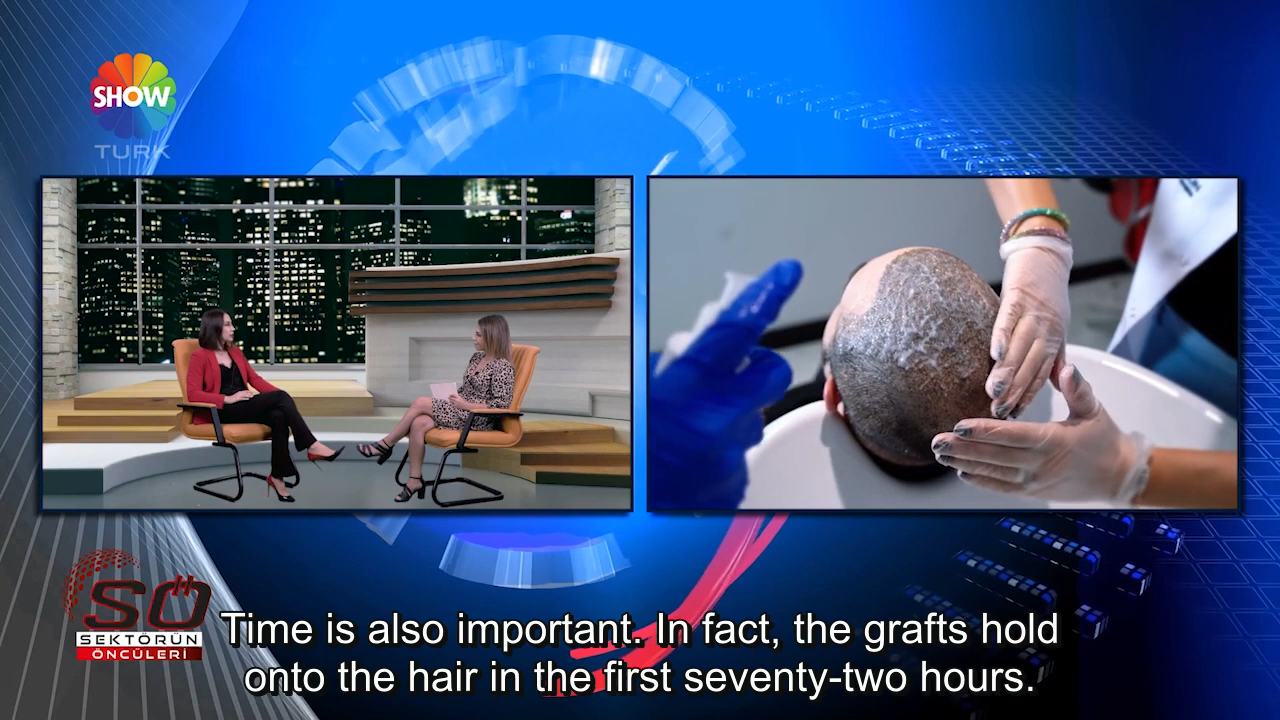 SHOW
TURK
SÖ
SEKTÖRÜN
ÖNCÜLERİ
Time is also important. In fact, the grafts hold
onto the hair in the first seventy-two hours.